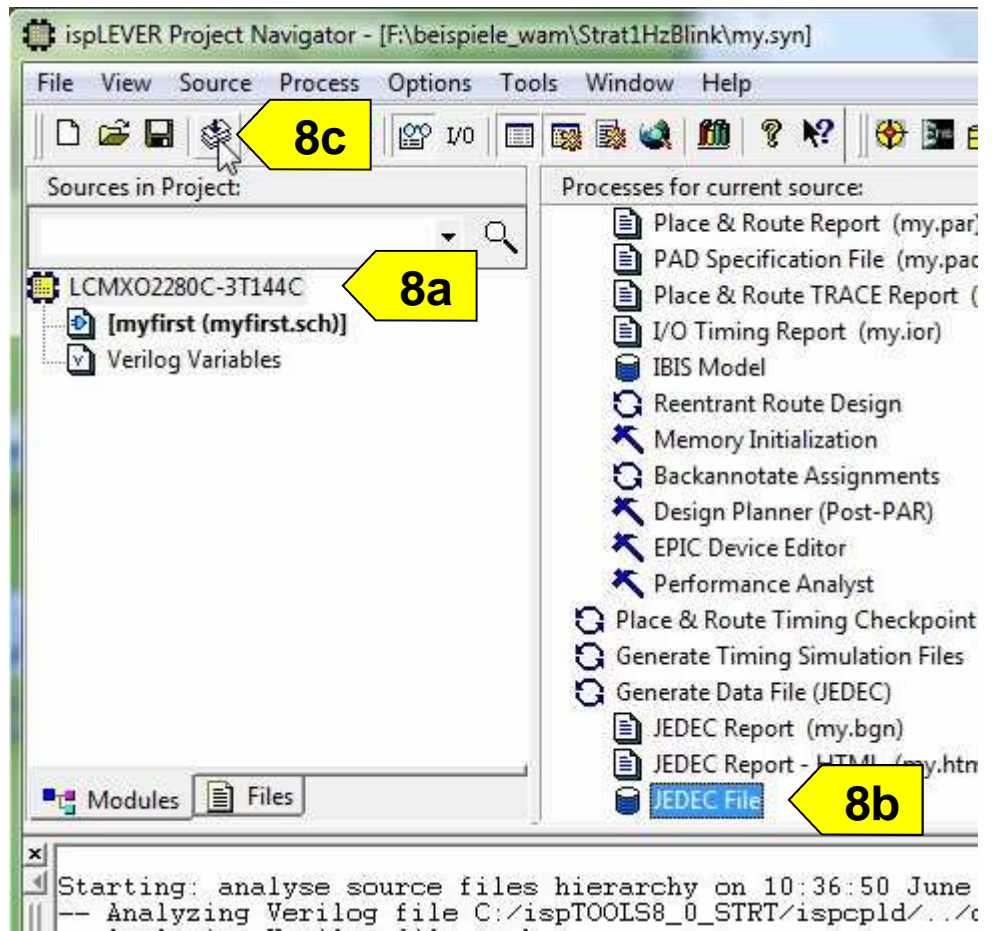 ispLEVER Project Navigator - [F:\beispiele_wam\Strat1HzBlink\my.syn]
File View Source Process Options Tools Window Help
8c I/O
Sources in Project:
LCMXO2280C-3T144C
8a
[myfirst (myfirst.sch)]
Verilog Variables
Modules Files
Processes for current source:
Place & Route Report (my.par)
PAD Specification File (my.pad
Place & Route TRACE Report (
I/O Timing Report (my.ior)
IBIS Model
Reentrant Route Design
Memory Initialization
Backannotate Assignments
Design Planner (Post-PAR)
EPIC Device Editor
Performance Analyst
Place & Route Timing Checkpoint
Generate Timing Simulation Files
Generate Data File (JEDEC)
JEDEC Report (my.bgn)
JEDEC Report - HTML (my.htm
JEDEC File
8b
Starting: analyse source files hierarchy on 10:36:50 June
-- Analyzing Verilog file C:/ispTOOLS8_0_STRT/ispcpld/../